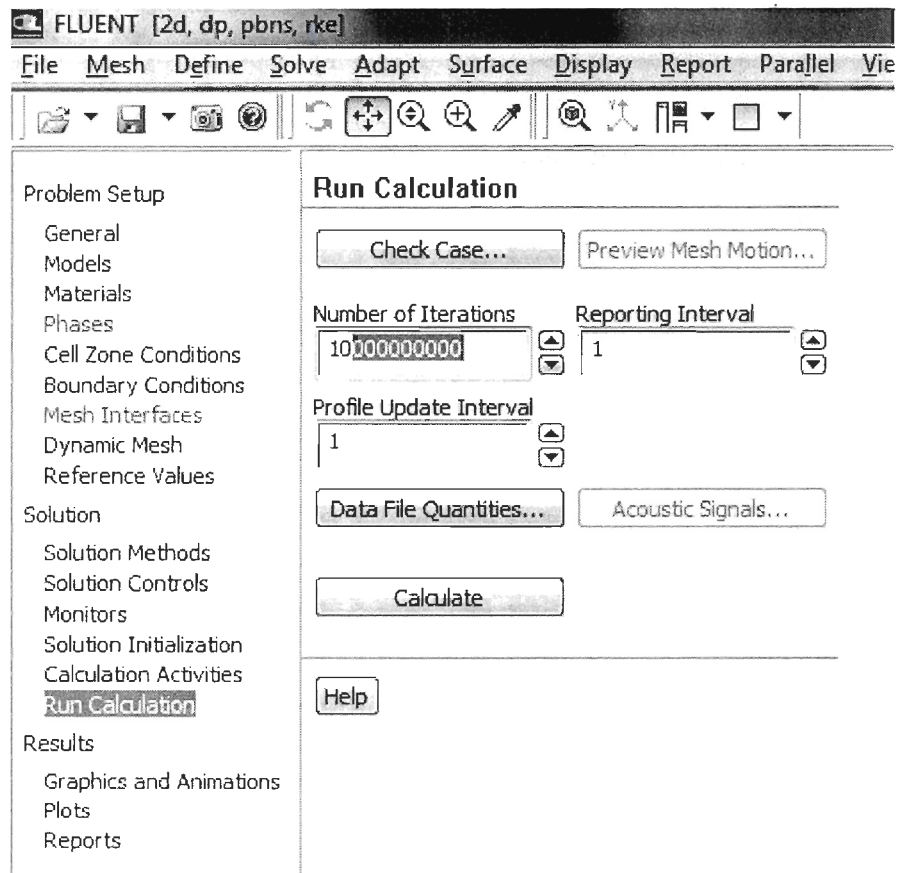 FLUENT [2d, dp, pbns, rke]
File Mesh Define Solve Adapt Surface Display Report Parallel Vie
Problem Setup
General
Models
Materials
Phases
Cell Zone Conditions
Boundary Conditions
Mesh Interfaces
Dynamic Mesh
Reference Values
Solution
Solution Methods
Solution Controls
Monitors
Solution Initialization
Calculation Activities
Run Calculation
Results
Graphics and Animations
Plots
Reports
Run Calculation
Check Case... Preview Mesh Motion...
Number of Iterations Reporting Interval
10000000000 1
Profile Update Interval
1
Data File Quantities... Acoustic Signals...
Calculate
Help